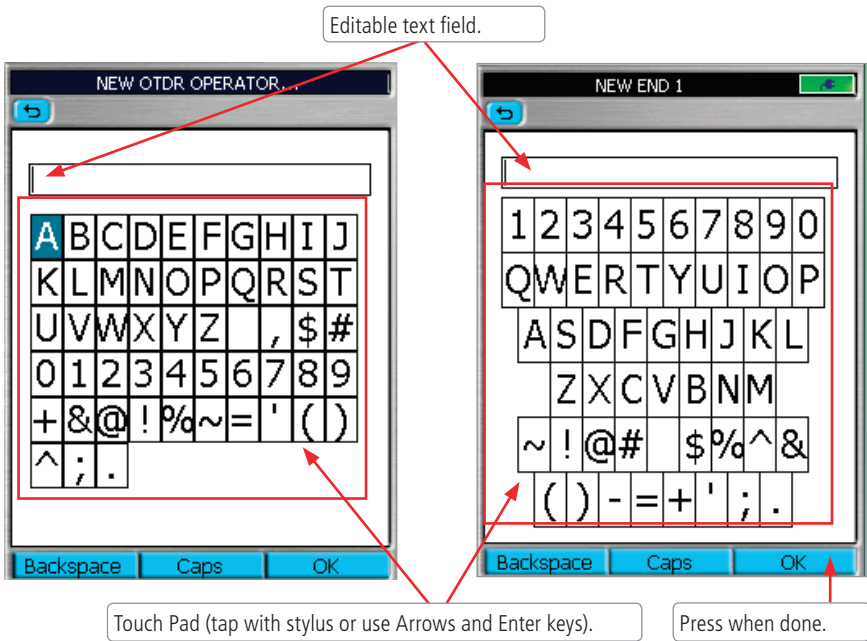 Editable text field.
NEW OTDR OPERATOR...
A B C D E F G H I J
K L M N O P Q R S T
U V W X Y Z , $ #
0 1 2 3 4 5 6 7 8 9
+ & @ ! % ~ = ' ( )
^ ; .
Backspace Caps OK
NEW END 1
1 2 3 4 5 6 7 8 9 0
Q W E R T Y U I O P
A S D F G H J K L
Z X C V B N M
~ ! @ # $ % ^ &
( ) - = + ' ; .
Backspace Caps OK
Touch Pad (tap with stylus or use Arrows and Enter keys).
Press when done.